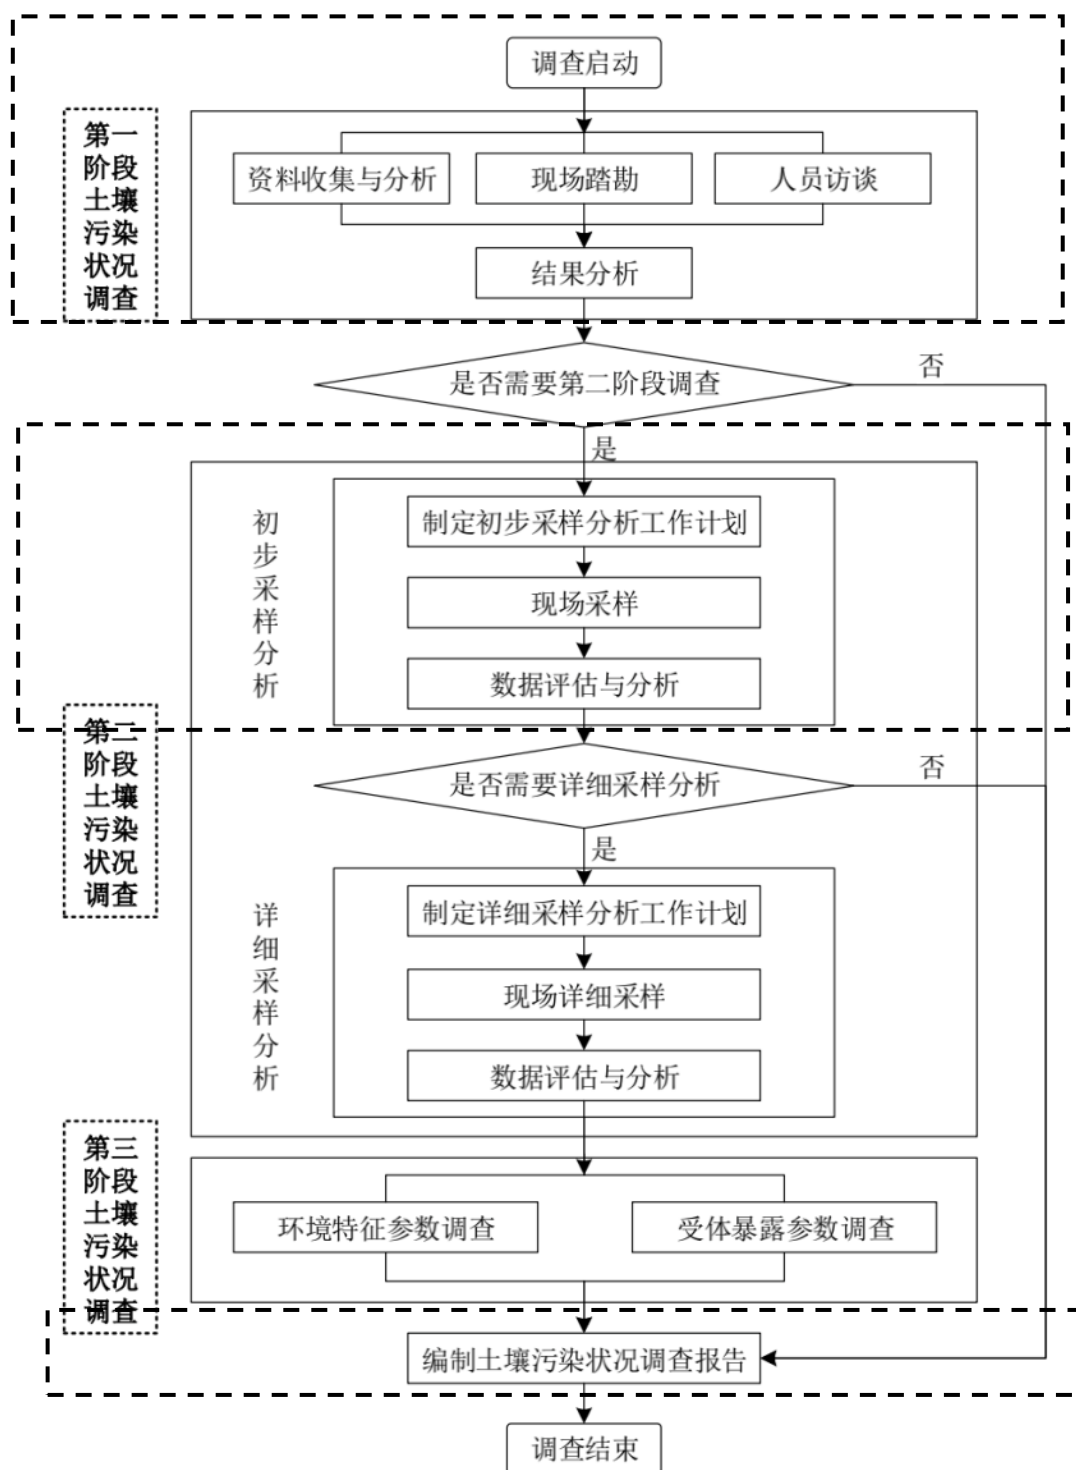 调查启动
第一
阶段
土壤
污染
状况
调查
资料收集与分析
现场踏勘
人员访谈
结果分析
是否需要第二阶段调查
否
是
初
步
采
样
分
析
制定初步采样分析工作计划
现场采样
数据评估与分析
第二
阶段
土壤
污染
状况
调查
是否需要详细采样分析
否
是
详
细
采
样
分
析
制定详细采样分析工作计划
现场详细采样
数据评估与分析
第三
阶段
土壤
污染
状况
调查
环境特征参数调查
受体暴露参数调查
编制土壤污染状况调查报告
调查结束